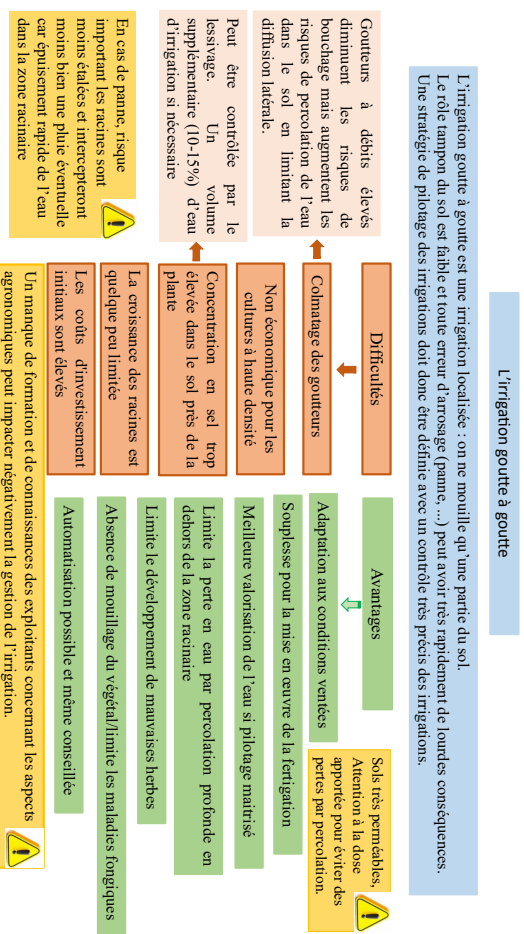 L'irrigation goutte à goutte
L'irrigation goutte à goutte est une irrigation localisée : on ne mouille qu'une partie du sol.
Le rôle tampon du sol est faible et toute erreur d'arrosage (panne, ...) peut avoir très rapidement de lourdes conséquences.
Une stratégie de pilotage des irrigations doit donc être définie avec un contrôle très précis des irrigations.
Goutteurs à débits élevés
diminuent les risques de
bouchage mais augmentent les
risques de percolation de l'eau
dans le sol en limitant la
diffusion latérale.
Peut être contrôlée par le
lessivage. Un volume
supplémentaire (10-15%) d'eau
d'irrigation si nécessaire
En cas de panne, risque
important les racines sont
moins étalées et intercepteront
moins bien une pluie éventuelle
car épuisement rapide de l'eau
dans la zone racinaire
Difficultés
Colmatage des goutteurs
Non économique pour les
cultures à haute densité
Concentration en sel trop
élevée dans le sol près de la
plante
La croissance des racines est
quelque peu limitée
Les coûts d'investissement
initiaux sont élevés
Avantages
Adaptation aux conditions ventées
Souplesse pour la mise en œuvre de la fertigation
Meilleure valorisation de l'eau si pilotage maitrisé
Limite la perte en eau par percolation profonde en
dehors de la zone racinaire
Limite le développement de mauvaises herbes
Absence de mouillage du végétal/limite les maladies fongiques
Automatisation possible et même conseillée
Sols très perméables,
Attention à la dose
apportée pour éviter des
pertes par percolation.
Un manque de formation et de connaissances des exploitants concernant les aspects
agronomiques peut impacter négativement la gestion de l'irrigation.